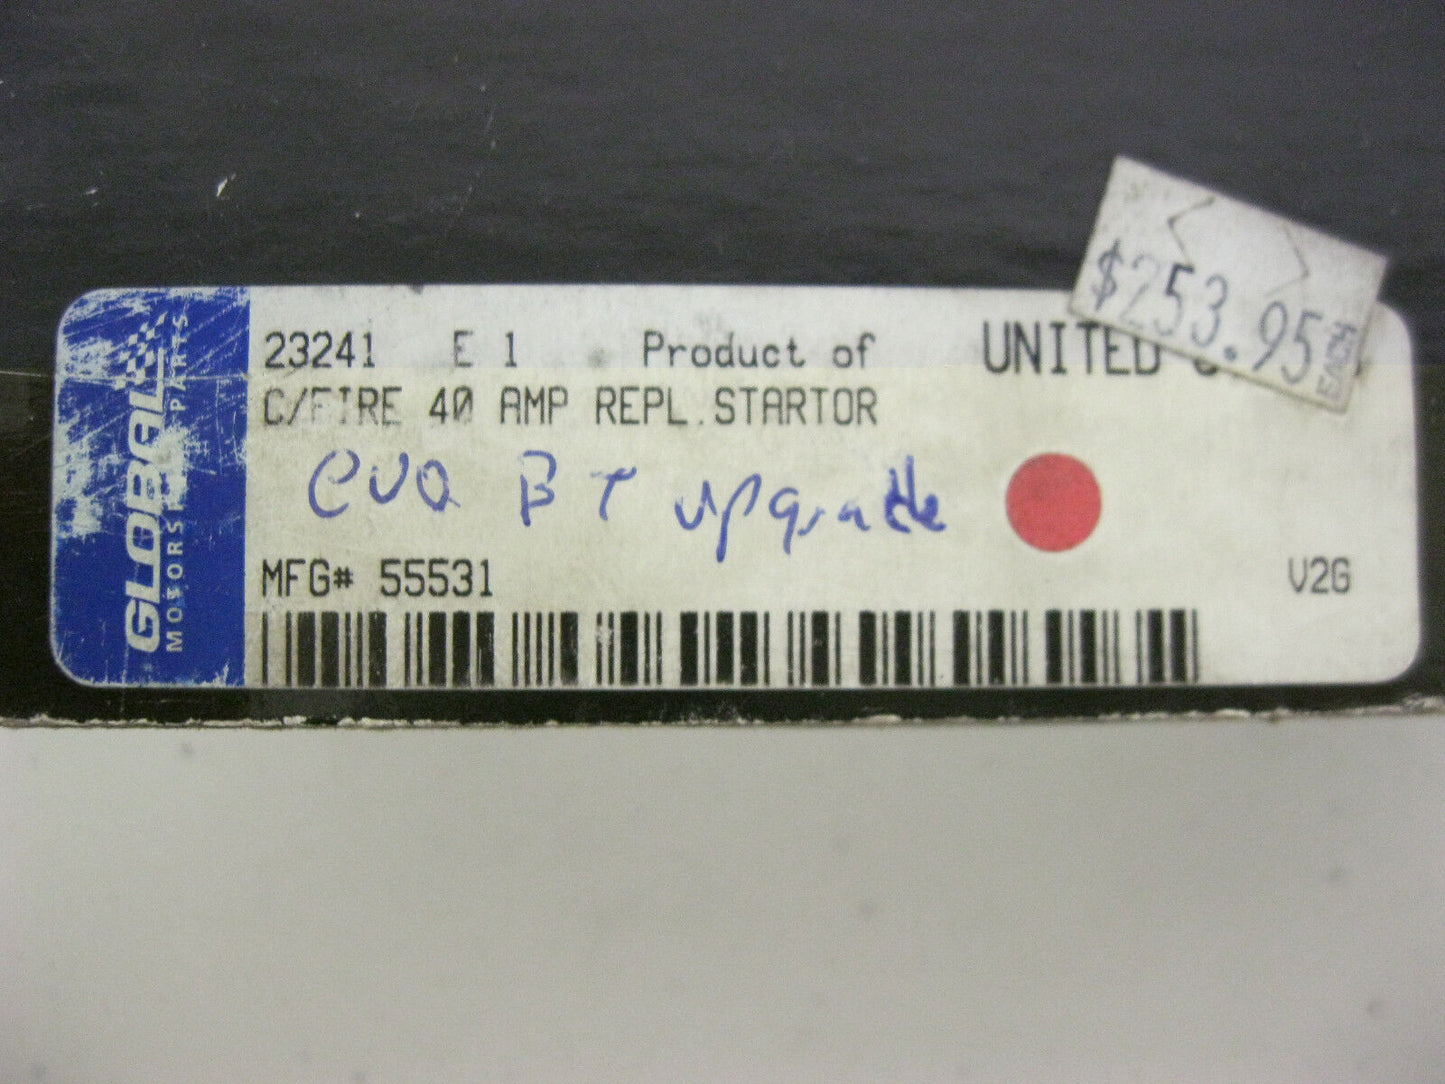 GLOBAL
MOTORSPORT PARTS
$253.95 EACH
23241 E 1 Product of UNITED
C/FIRE 40 AMP REPL.STARTOR
evo BT upgrade
MFG# 55531
V2G